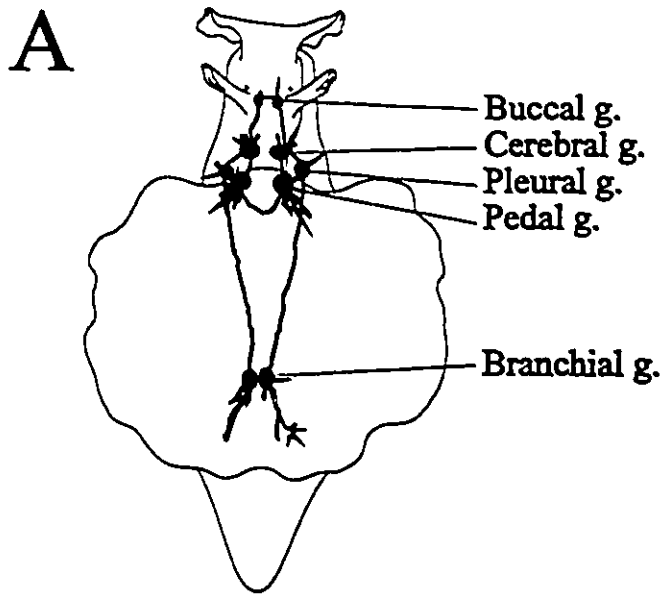 A
Buccal g.
Cerebral g.
Pleural g.
Pedal g.
Branchial g.